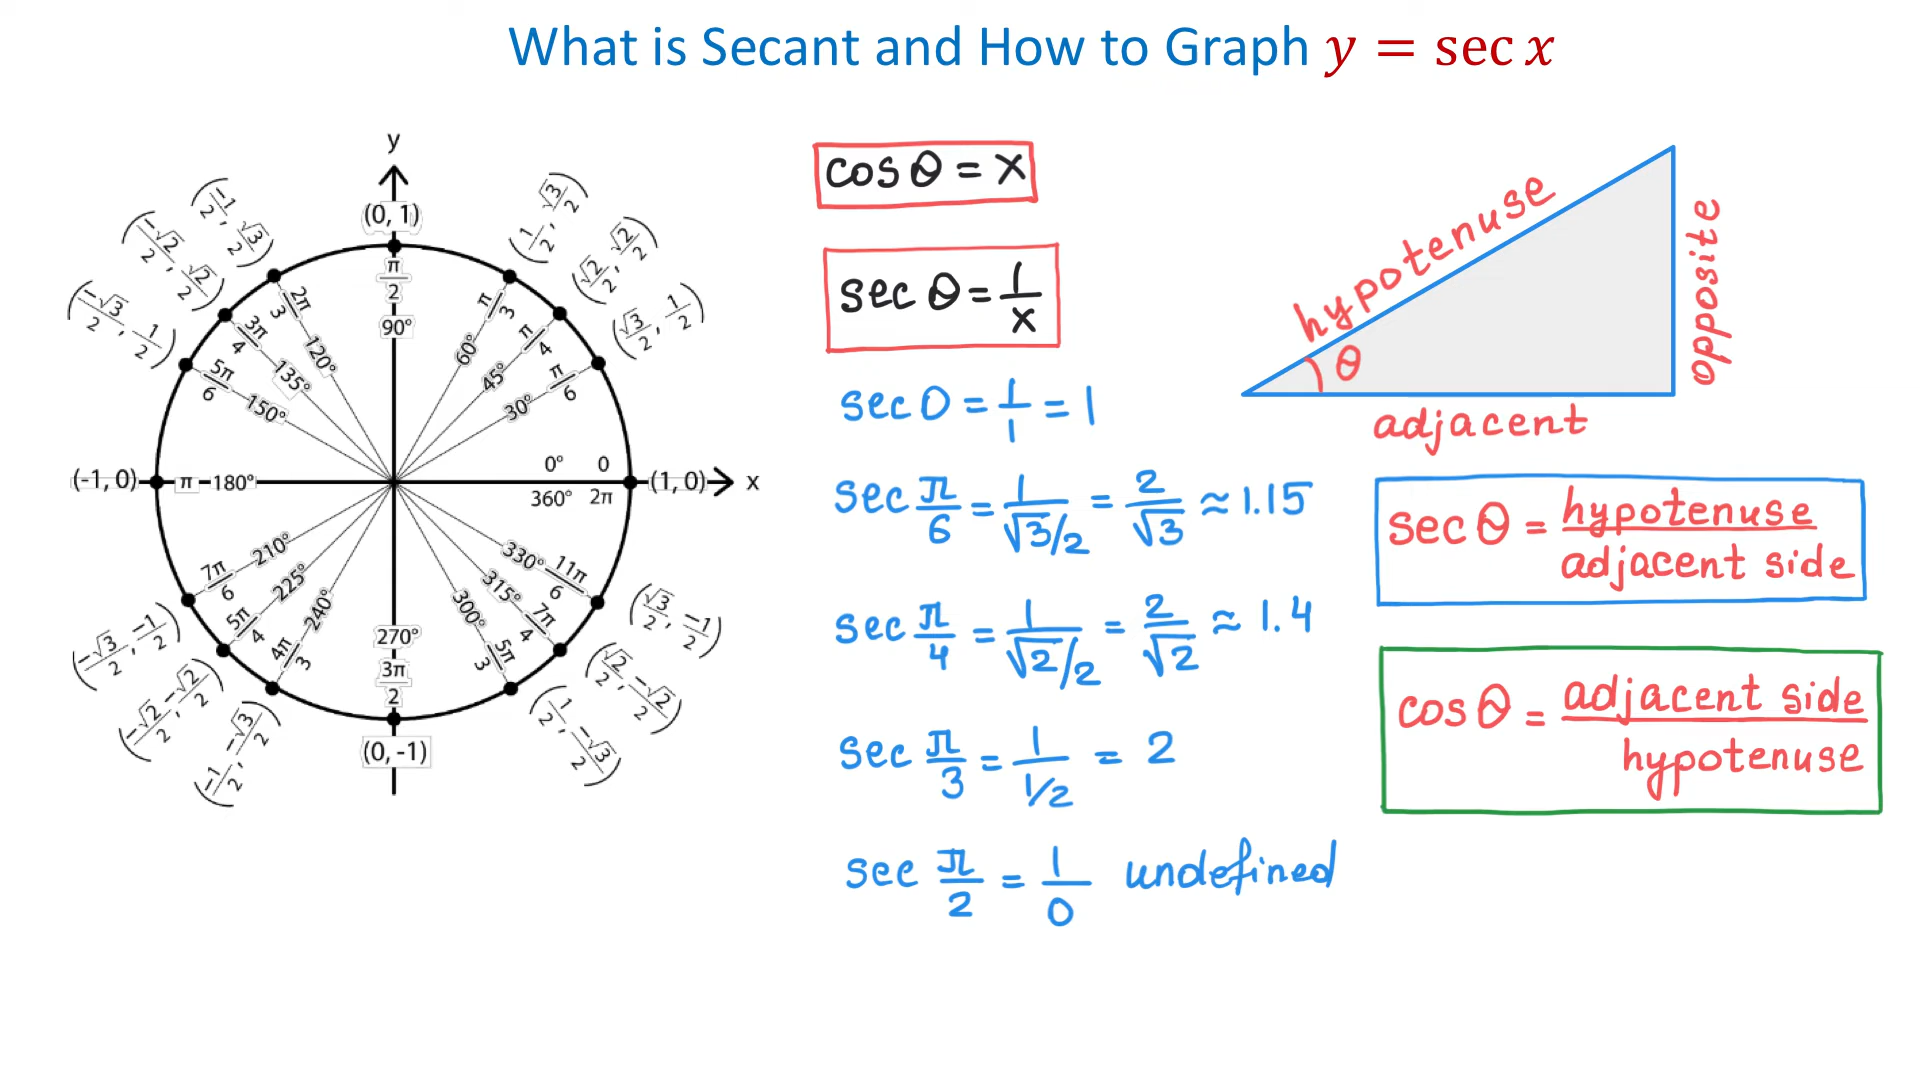 What is Secant and How to Graph y = sec x
y
(0, 1)
(-1/2, √3/2)
(1/2, √3/2)
(-√2/2, √2/2)
(√2/2, √2/2)
(-√3/2, 1/2)
(√3/2, 1/2)
π/2
90°
2π/3
120°
π/3
60°
3π/4
135°
π/4
45°
5π/6
150°
π/6
30°
(-1, 0)
π
180°
0° 0
360° 2π
(1, 0)
x
7π/6
210°
330°
11π/6
5π/4
225°
315°
7π/4
4π/3
240°
300°
5π/3
270°
3π/2
(-√3/2, -1/2)
(√3/2, -1/2)
(-√2/2, -√2/2)
(√2/2, -√2/2)
(-1/2, -√3/2)
(1/2, -√3/2)
(0, -1)
cos θ = x
sec θ = 1/x
sec 0 = 1/1 = 1
sec π/6 = 1/(√3/2) = 2/√3 ≈ 1.15
sec π/4 = 1/(√2/2) = 2/√2 ≈ 1.4
sec π/3 = 1/(1/2) = 2
sec π/2 = 1/0 undefined
hypotenuse
opposite
θ
adjacent
sec θ = hypotenuse/adjacent side
cos θ = adjacent side/hypotenuse